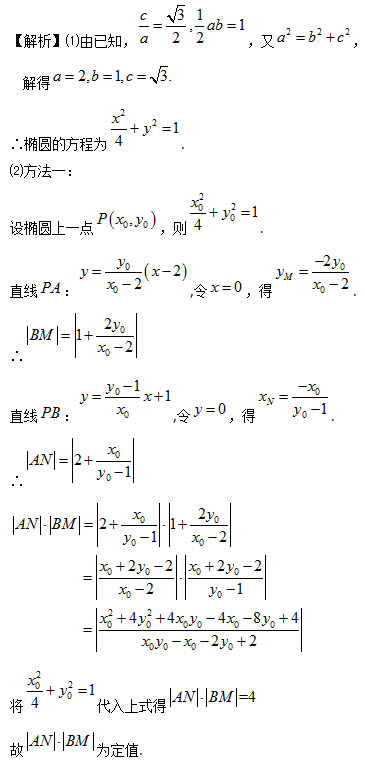 【解析】⑴由已知, $\frac{c}{a}=\frac{\sqrt{3}}{2},\frac{1}{2}ab=1$ , 又 $a^2=b^2+c^2$ ,
解得 $a=2,b=1,c=\sqrt{3}.$
∴椭圆的方程为 $\frac{x^2}{4}+y^2=1$ .
⑵方法一:
设椭圆上一点 $P(x_0,y_0)$ , 则 $\frac{x_0^2}{4}+y_0^2=1$ .
直线 $PA$ : $y=\frac{y_0}{x_0-2}(x-2)$ ,令 $x=0$ , 得 $y_M=\frac{-2y_0}{x_0-2}$ .
∴ $|BM|=\left|1+\frac{2y_0}{x_0-2}\right|$
直线 $PB$ : $y=\frac{y_0-1}{x_0}x+1$ ,令 $y=0$ , 得 $x_N=\frac{-x_0}{y_0-1}$ .
∴ $|AN|=\left|2+\frac{x_0}{y_0-1}\right|$
$|AN|\cdot|BM|=\left|2+\frac{x_0}{y_0-1}\right|\cdot\left|1+\frac{2y_0}{x_0-2}\right|$
$=\left|\frac{x_0+2y_0-2}{x_0-2}\right|\cdot\left|\frac{x_0+2y_0-2}{y_0-1}\right|$
$=\left|\frac{x_0^2+4y_0^2+4x_0y_0-4x_0-8y_0+4}{x_0y_0-x_0-2y_0+2}\right|$
将 $\frac{x_0^2}{4}+y_0^2=1$ 代入上式得 $|AN|\cdot|BM|=4$
故 $|AN|\cdot|BM|$ 为定值.